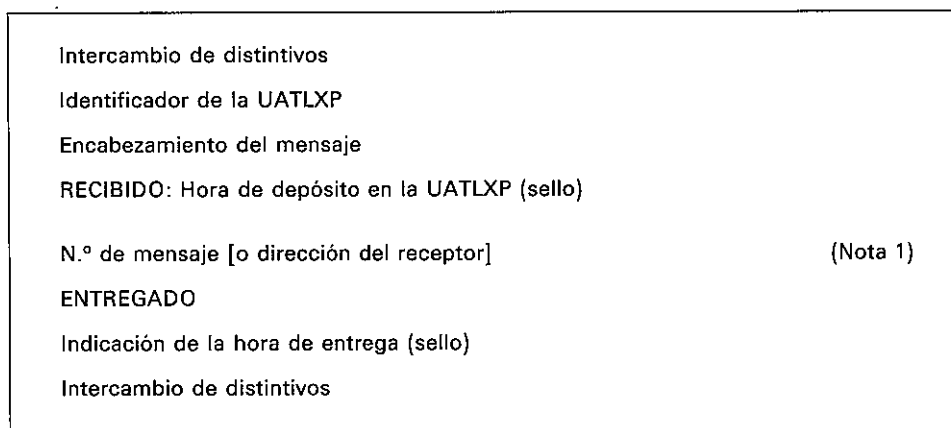 Intercambio de distintivos
Identificador de la UATLXP
Encabezamiento del mensaje
RECIBIDO: Hora de depósito en la UATLXP (sello)
N.º de mensaje [o dirección del receptor] (Nota 1)
ENTREGADO
Indicación de la hora de entrega (sello)
Intercambio de distintivos